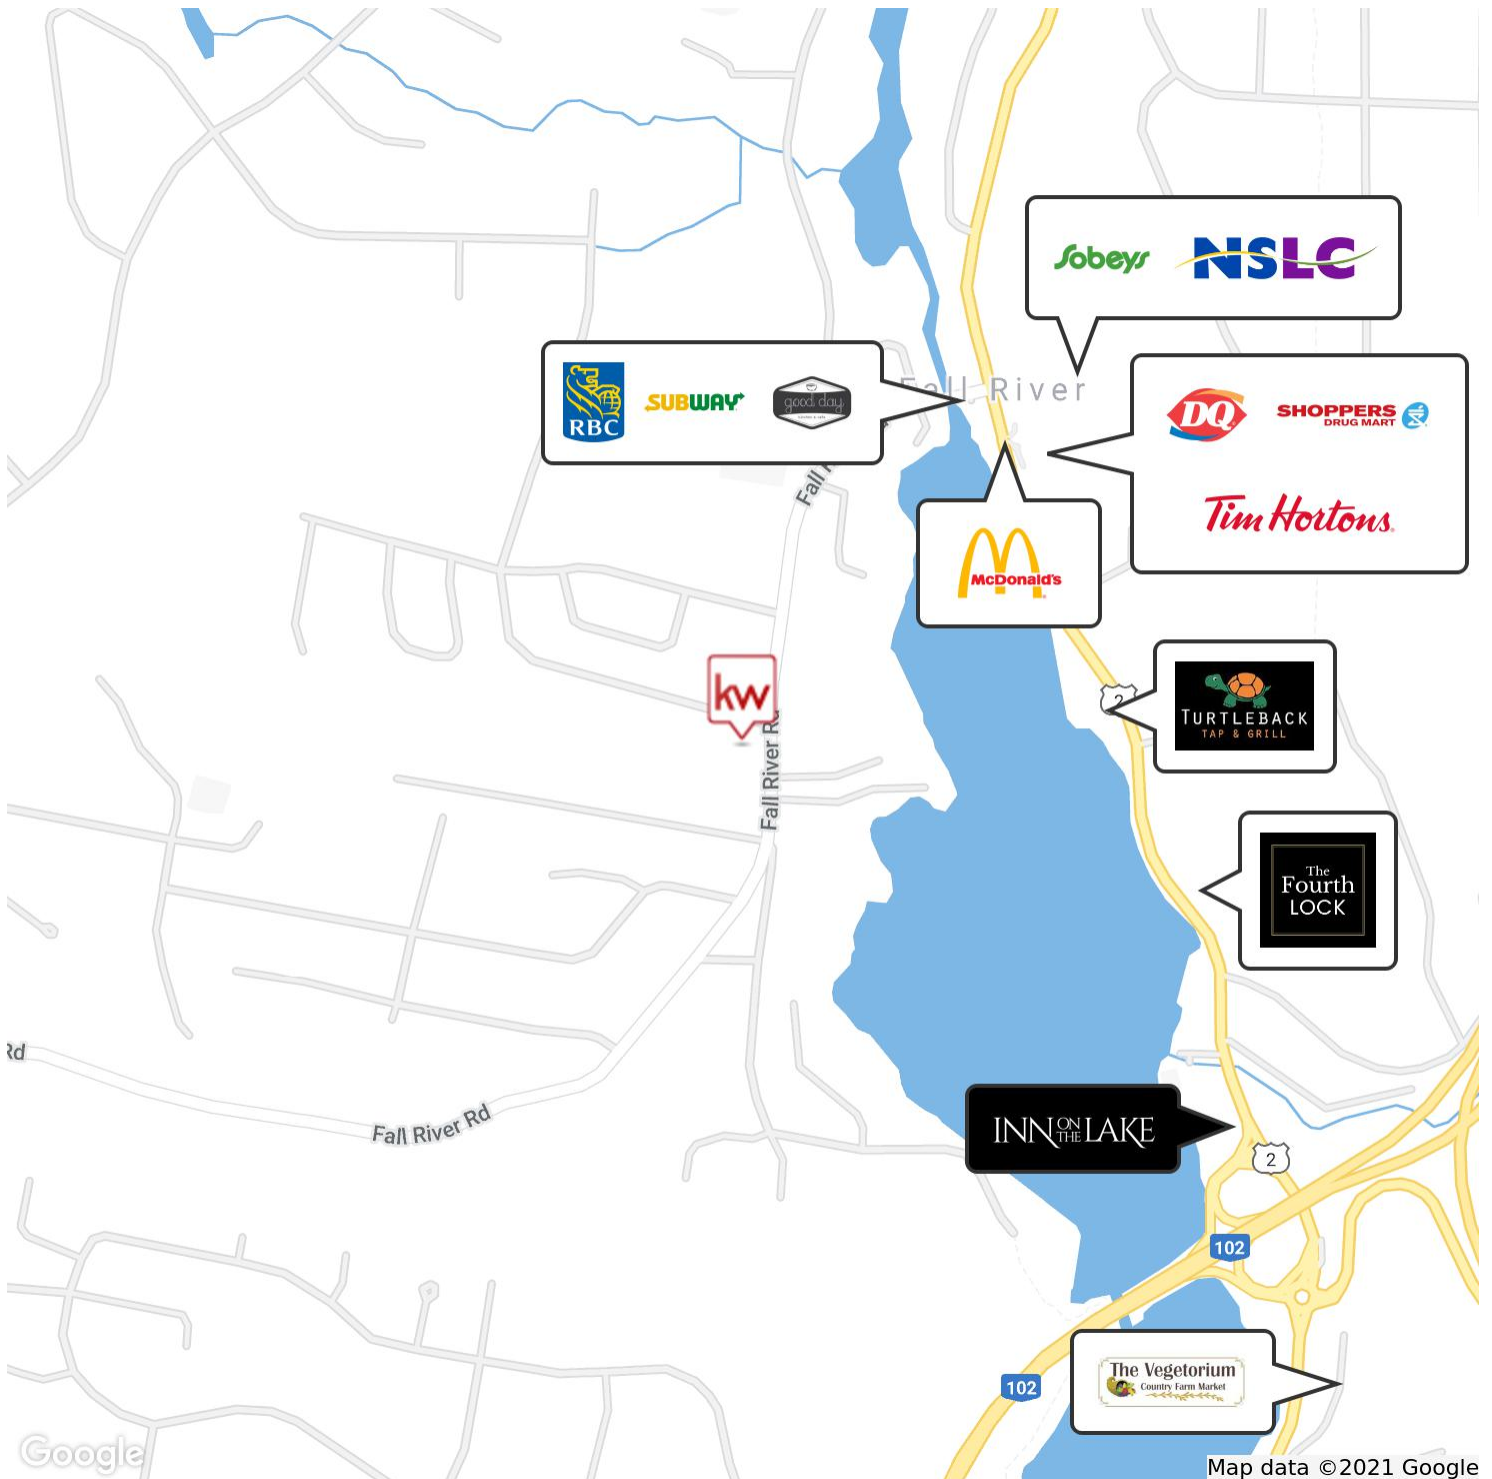 Sobeys NSLC
Fall River
RBC
SUBWAY
good day
DQ
SHOPPERS
DRUG MART
Tim Hortons
McDonald's
Fall R
kw
2
TURTLEBACK
TAP & GRILL
Fall River Rd
The
Fourth
LOCK
Rd
Fall River Rd
INN ON THE LAKE
2
102
The Vegetorium
Country Farm Market
102
Google
Map data ©2021 Google